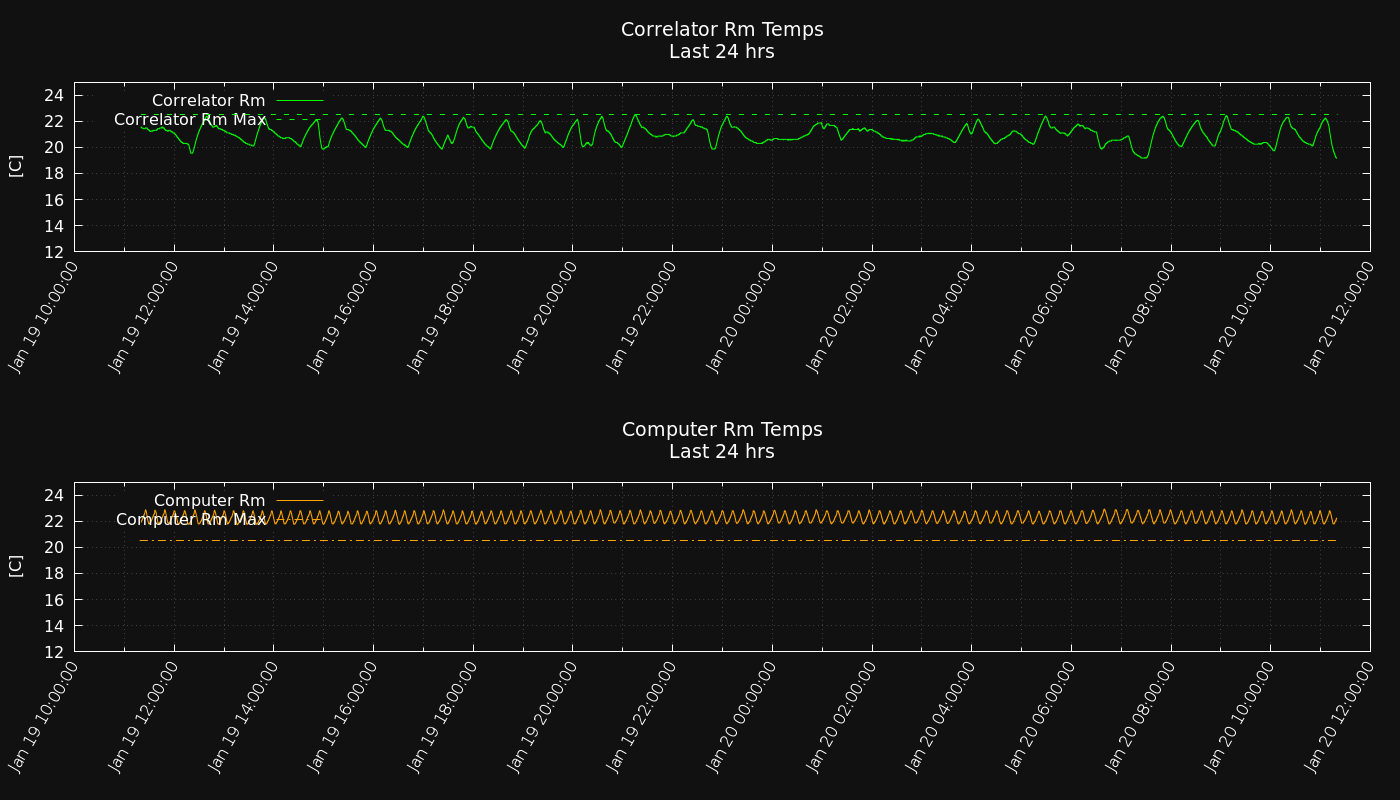 Correlator Rm Temps
Last 24 hrs
Correlator Rm
Correlator Rm Max
[C]
24
22
20
18
16
14
12
Jan 19 10:00:00
Jan 19 12:00:00
Jan 19 14:00:00
Jan 19 16:00:00
Jan 19 18:00:00
Jan 19 20:00:00
Jan 19 22:00:00
Jan 20 00:00:00
Jan 20 02:00:00
Jan 20 04:00:00
Jan 20 06:00:00
Jan 20 08:00:00
Jan 20 10:00:00
Jan 20 12:00:00
Computer Rm Temps
Last 24 hrs
Computer Rm
Computer Rm Max
[C]
24
22
20
18
16
14
12
Jan 19 10:00:00
Jan 19 12:00:00
Jan 19 14:00:00
Jan 19 16:00:00
Jan 19 18:00:00
Jan 19 20:00:00
Jan 19 22:00:00
Jan 20 00:00:00
Jan 20 02:00:00
Jan 20 04:00:00
Jan 20 06:00:00
Jan 20 08:00:00
Jan 20 10:00:00
Jan 20 12:00:00